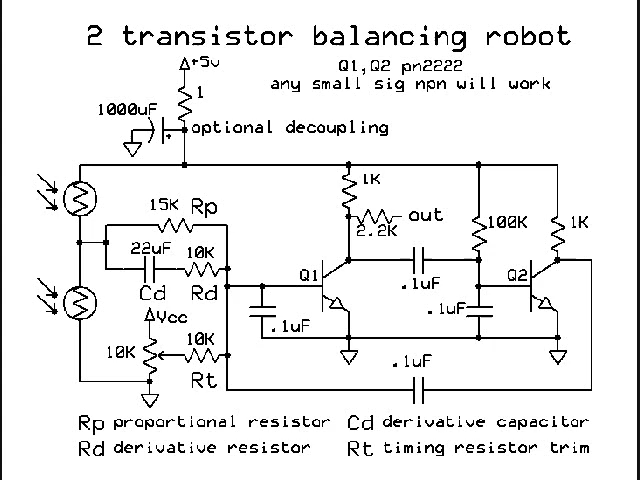 2 transistor balancing robot
+5v
Q1,Q2 pn2222
any small sig npn will work
1
1000uF
+
optional decoupling
1K
15K Rp
out
2.2K
100K
1K
22uF
10K
Q1
Q2
Cd
Rd
.1uF
.1uF
Vcc
.1uF
10K
10K
.1uF
Rt
Rp proportional resistor
Cd derivative capacitor
Rd derivative resistor
Rt timing resistor trim